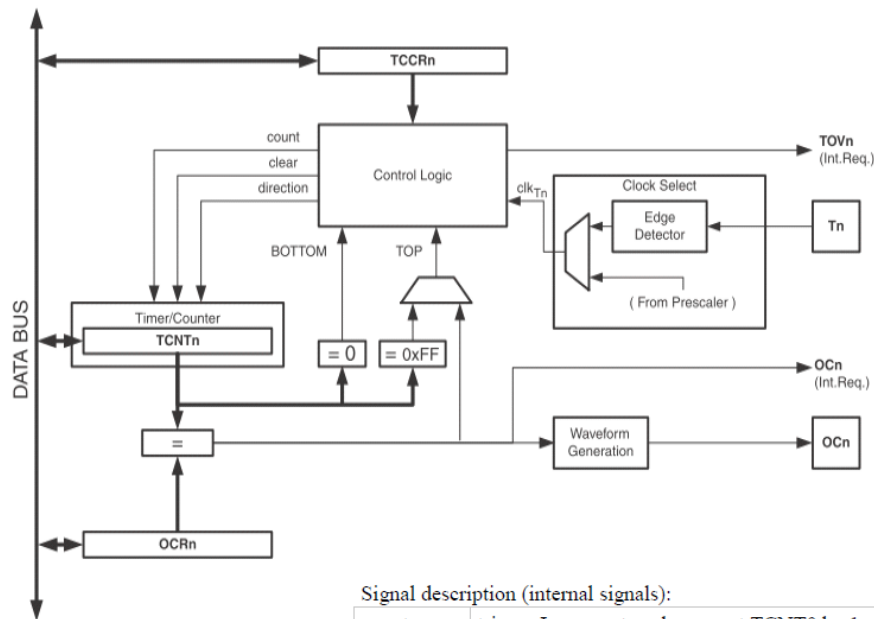 TCCRn
count
clear
direction
Control Logic
TOVn
(Int.Req.)
clkTn
Clock Select
Edge
Detector
Tn
BOTTOM
TOP
( From Prescaler )
DATA BUS
Timer/Counter
TCNTn
= 0
= 0xFF
OCn
(Int.Req.)
=
Waveform
Generation
OCn
OCRn
Signal description (internal signals):